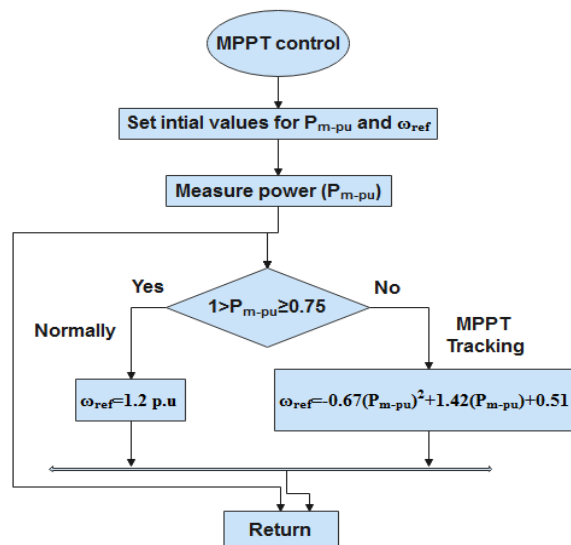 MPPT control
Set intial values for Pm-pu and ωref
Measure power (Pm-pu)
Yes
1>Pm-pu≥0.75
No
Normally
MPPT
Tracking
ωref=1.2 p.u
ωref=-0.67(Pm-pu)²+1.42(Pm-pu)+0.51
Return